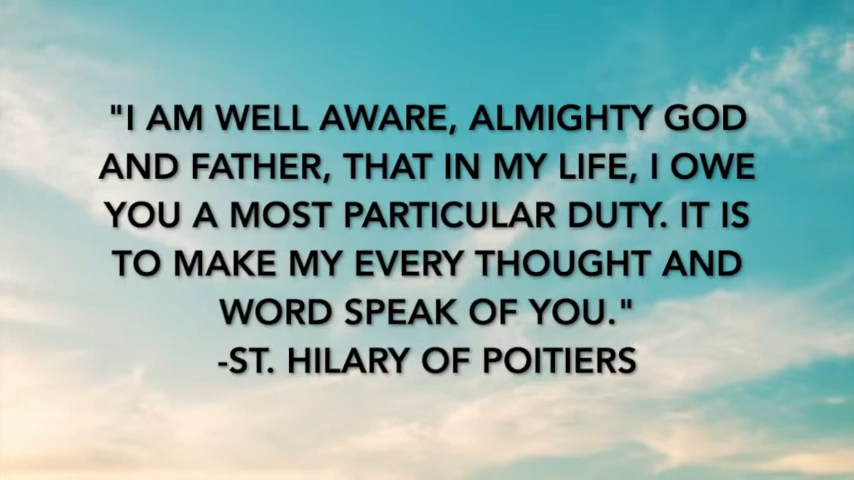 "I AM WELL AWARE, ALMIGHTY GOD
AND FATHER, THAT IN MY LIFE, I OWE
YOU A MOST PARTICULAR DUTY. IT IS
TO MAKE MY EVERY THOUGHT AND
WORD SPEAK OF YOU."
-ST. HILARY OF POITIERS